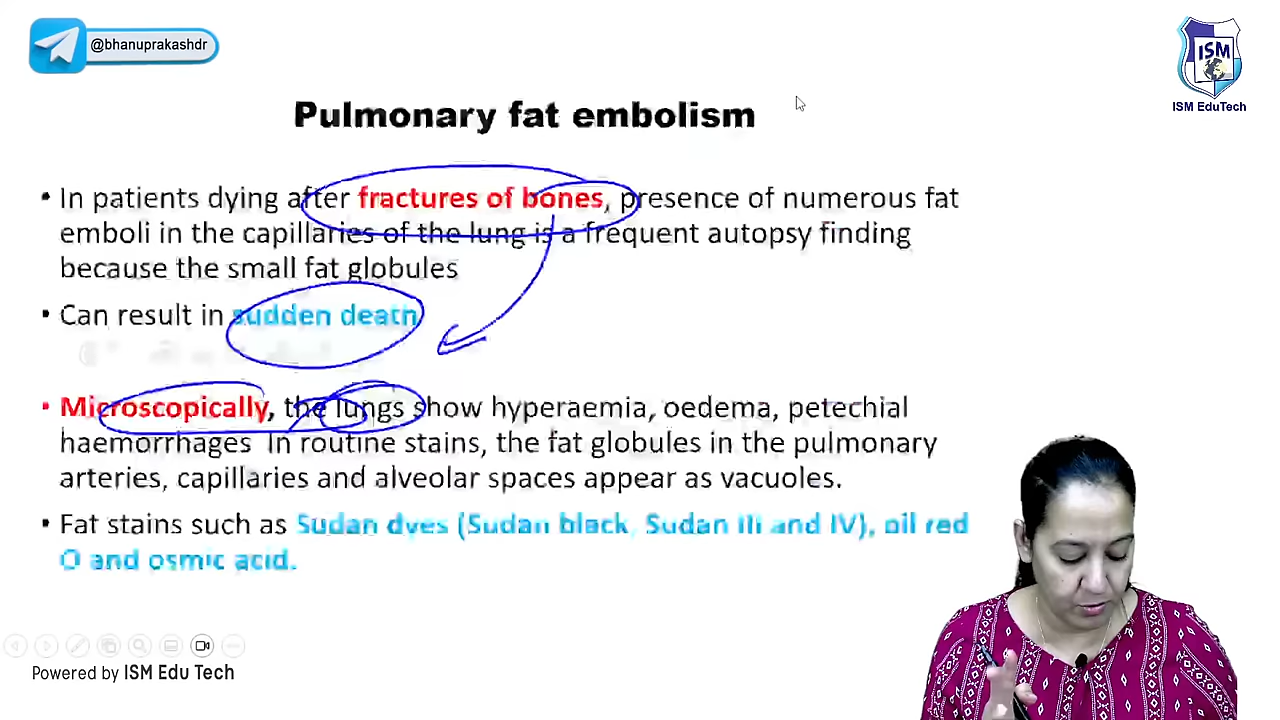 @bhanuprakashdr
ISM
ISM EduTech
Pulmonary fat embolism
• In patients dying after fractures of bones, presence of numerous fat
emboli in the capillaries of the lung is a frequent autopsy finding
because the small fat globules
• Can result in sudden death
• Microscopically, the lungs show hyperaemia, oedema, petechial
haemorrhages In routine stains, the fat globules in the pulmonary
arteries, capillaries and alveolar spaces appear as vacuoles.
• Fat stains such as Sudan dyes (Sudan black, Sudan III and IV), oil red
O and osmic acid.
Powered by ISM Edu Tech